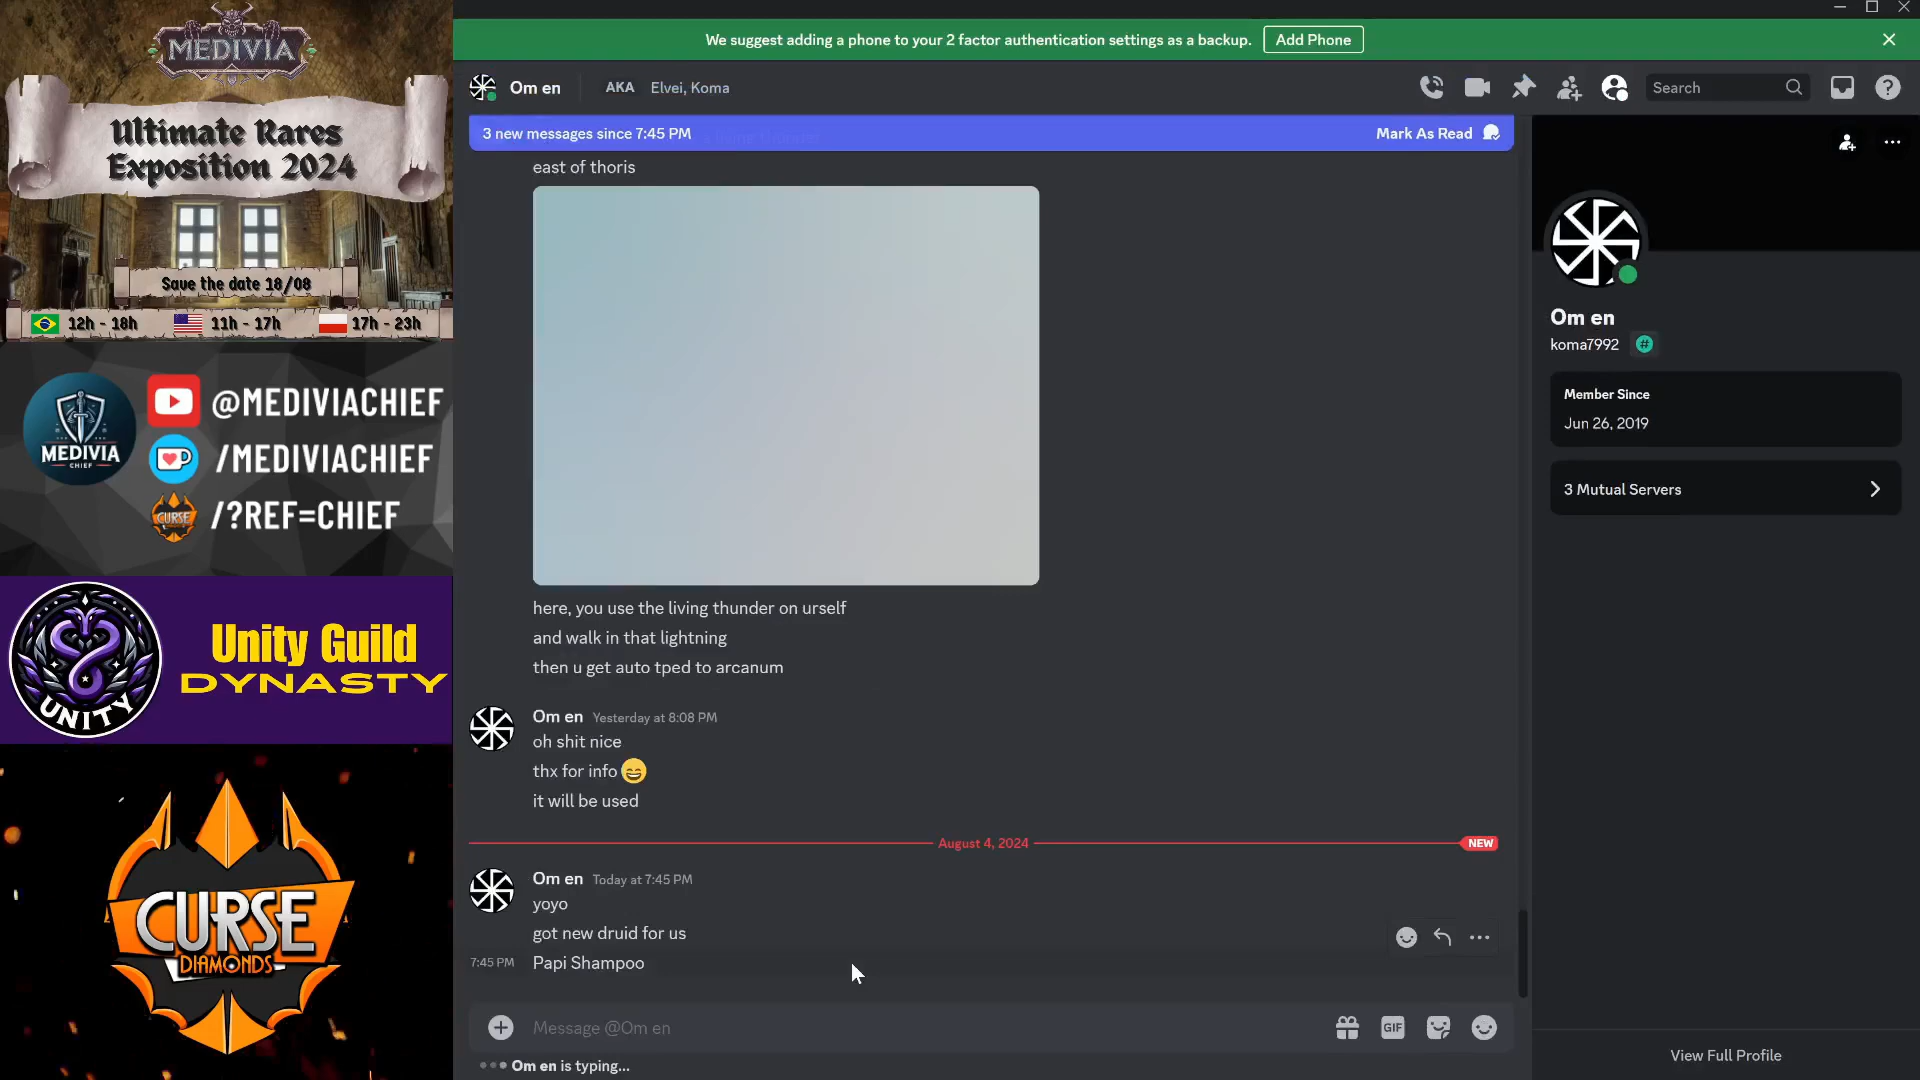 MEDIVIA
Ultimate Rares
Exposition 2024
Save the date 18/08
12h - 18h
11h - 17h
17h - 23h
MEDIVIA
CHIEF
@MEDIVIACHIEF
/MEDIVIACHIEF
CURSE
/?REF=CHIEF
UNITY
Unity Guild
DYNASTY
CURSE
DIAMONDS
We suggest adding a phone to your 2 factor authentication settings as a backup.
Add Phone
Om en
AKA
Elvei, Koma
Search
3 new messages since 7:45 PM
Mark As Read
east of thoris
here, you use the living thunder on urself
and walk in that lightning
then u get auto tped to arcanum
Om en Yesterday at 8:08 PM
oh shit nice
thx for info
it will be used
August 4, 2024
NEW
Om en Today at 7:45 PM
yoyo
got new druid for us
7:45 PM Papi Shampoo
Message @Om en
GIF
Om en is typing...
Om en
koma7992
#
Member Since
Jun 26, 2019
3 Mutual Servers
View Full Profile